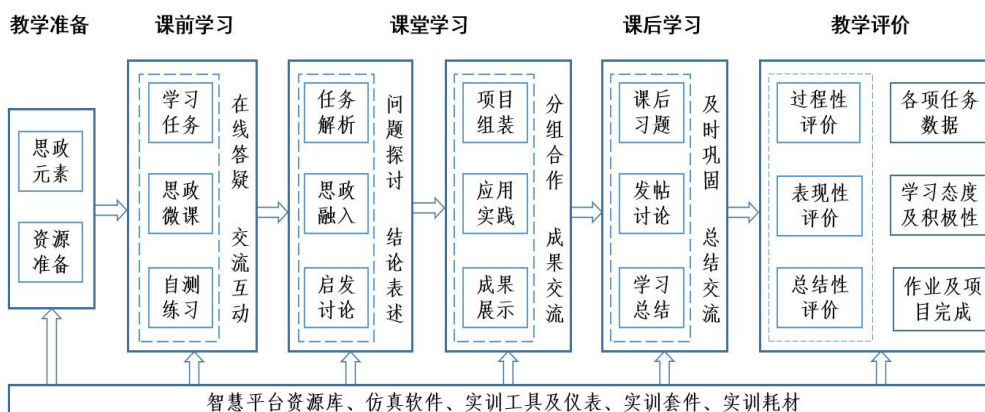 教学准备
课前学习
课堂学习
课后学习
教学评价
思政
元素
资源
准备
学习
任务
思政
微课
自测
练习
在线答疑
交流互动
任务
解析
思政
融入
启发
讨论
问题探讨
结论表述
项目
组装
应用
实践
成果
展示
分组合作
成果交流
课后
习题
发帖
讨论
学习
总结
及时巩固
总结交流
过程性
评价
表现性
评价
总结性
评价
各项任务
数据
学习态度
及积极性
作业及项
目完成
智慧平台资源库、仿真软件、实训工具及仪表、实训套件、实训耗材